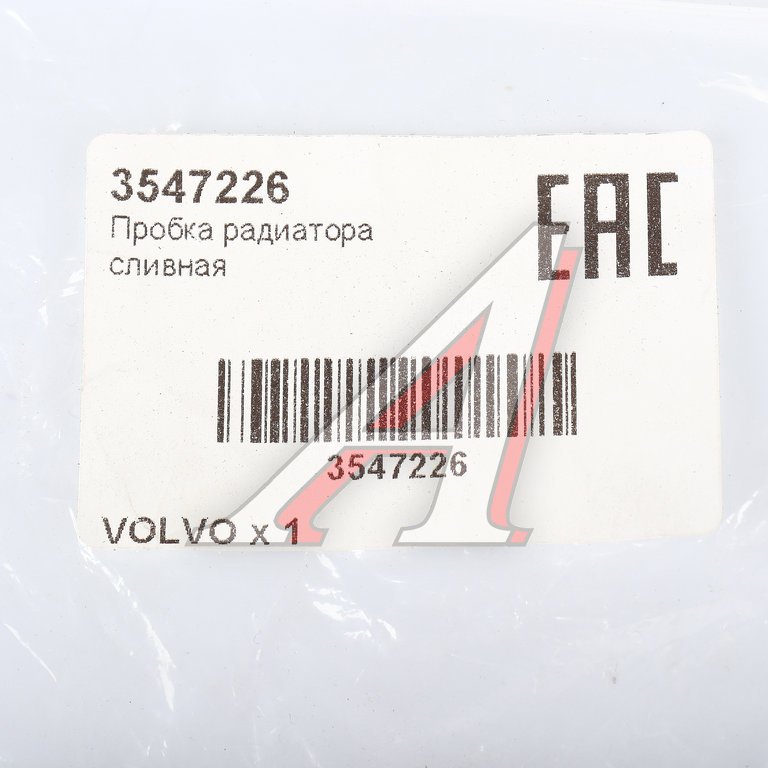 3547226
EAC
Пробка радиатора
сливная
3547226
VOLVO x 1